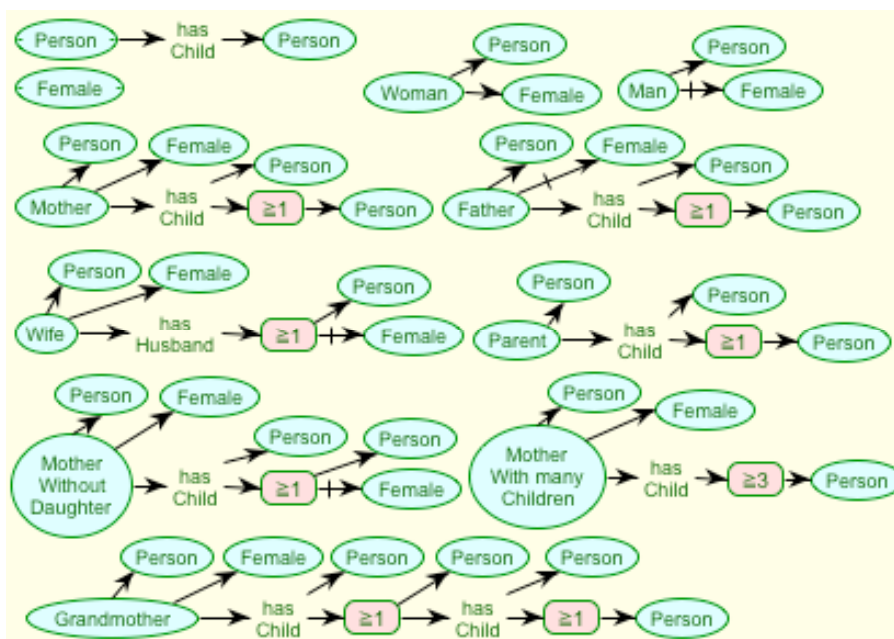 Person
has
Child
Person
Female
Woman
Person
Female
Man
Person
Female
Mother
Person
Female
has
Child
Person
≧1
Person
Father
Person
Female
has
Child
Person
≧1
Person
Wife
Person
Female
has
Husband
≧1
Person
Female
Parent
Person
has
Child
Person
≧1
Person
Mother
Without
Daughter
Person
Female
has
Child
Person
≧1
Person
Female
Mother
With many
Children
Person
Female
has
Child
≧3
Person
Grandmother
Person
Female
has
Child
Person
≧1
Person
has
Child
Person
≧1
Person